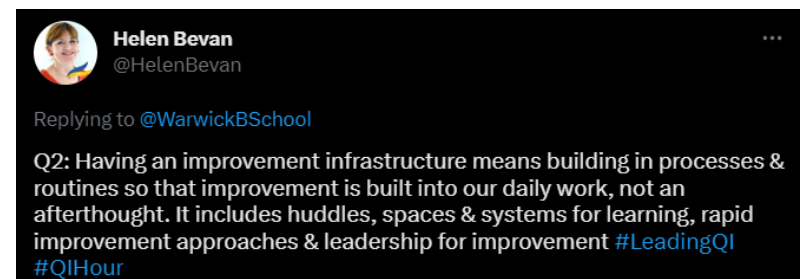 Helen Bevan
@HelenBevan
Replying to @WarwickBSchool
Q2: Having an improvement infrastructure means building in processes &
routines so that improvement is built into our daily work, not an
afterthought. It includes huddles, spaces & systems for learning, rapid
improvement approaches & leadership for improvement #LeadingQI
#QIHour